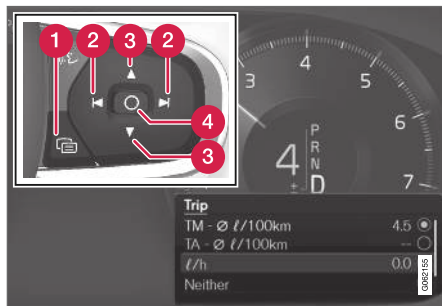 1
2
3
2
4
3
3
4
5
6
7
P
R
N
D
4
±
Trip
TM - Ø ℓ/100km 4.5
TA - Ø ℓ/100km --
ℓ/h 0.0
Neither
G062155